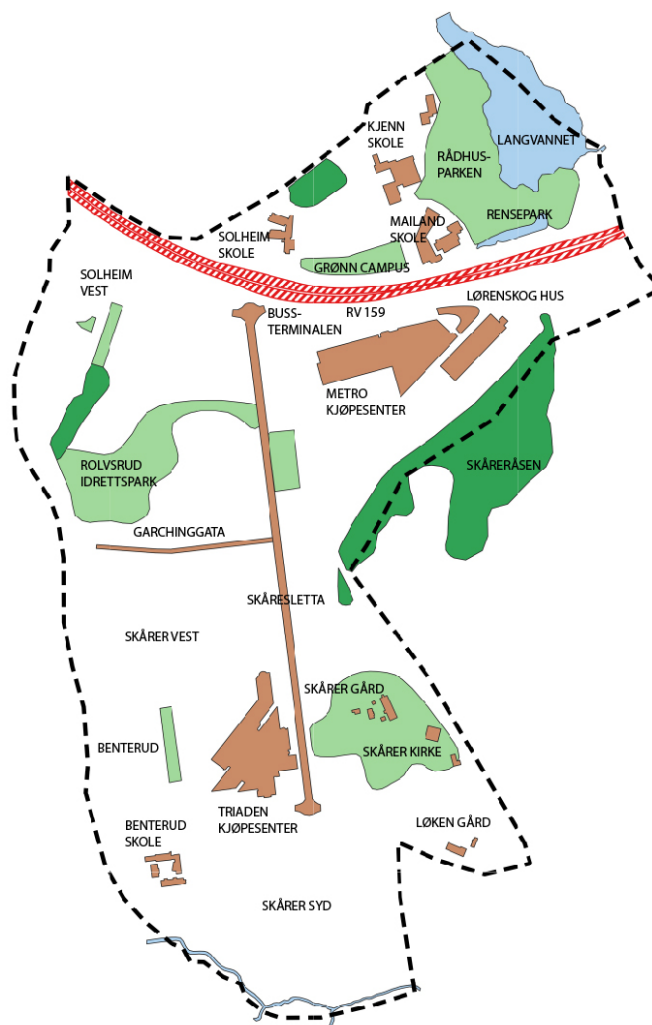 KJENN
SKOLE
LANGVANNET
RÅDHUS-
PARKEN
RENSEPARK
MAILAND
SKOLE
SOLHEIM
SKOLE
GRØNN CAMPUS
SOLHEIM
VEST
LØRENSKOG HUS
BUSS-
TERMINALEN
RV 159
METRO
KJØPESENTER
ROLVSRUD
IDRETTSPARK
SKÅRERÅSEN
GARCHINGGATA
SKÅRESLETTA
SKÅRER VEST
SKÅRER GÅRD
BENTERUD
SKÅRER KIRKE
TRIADEN
KJØPESENTER
BENTERUD
SKOLE
LØKEN GÅRD
SKÅRER SYD